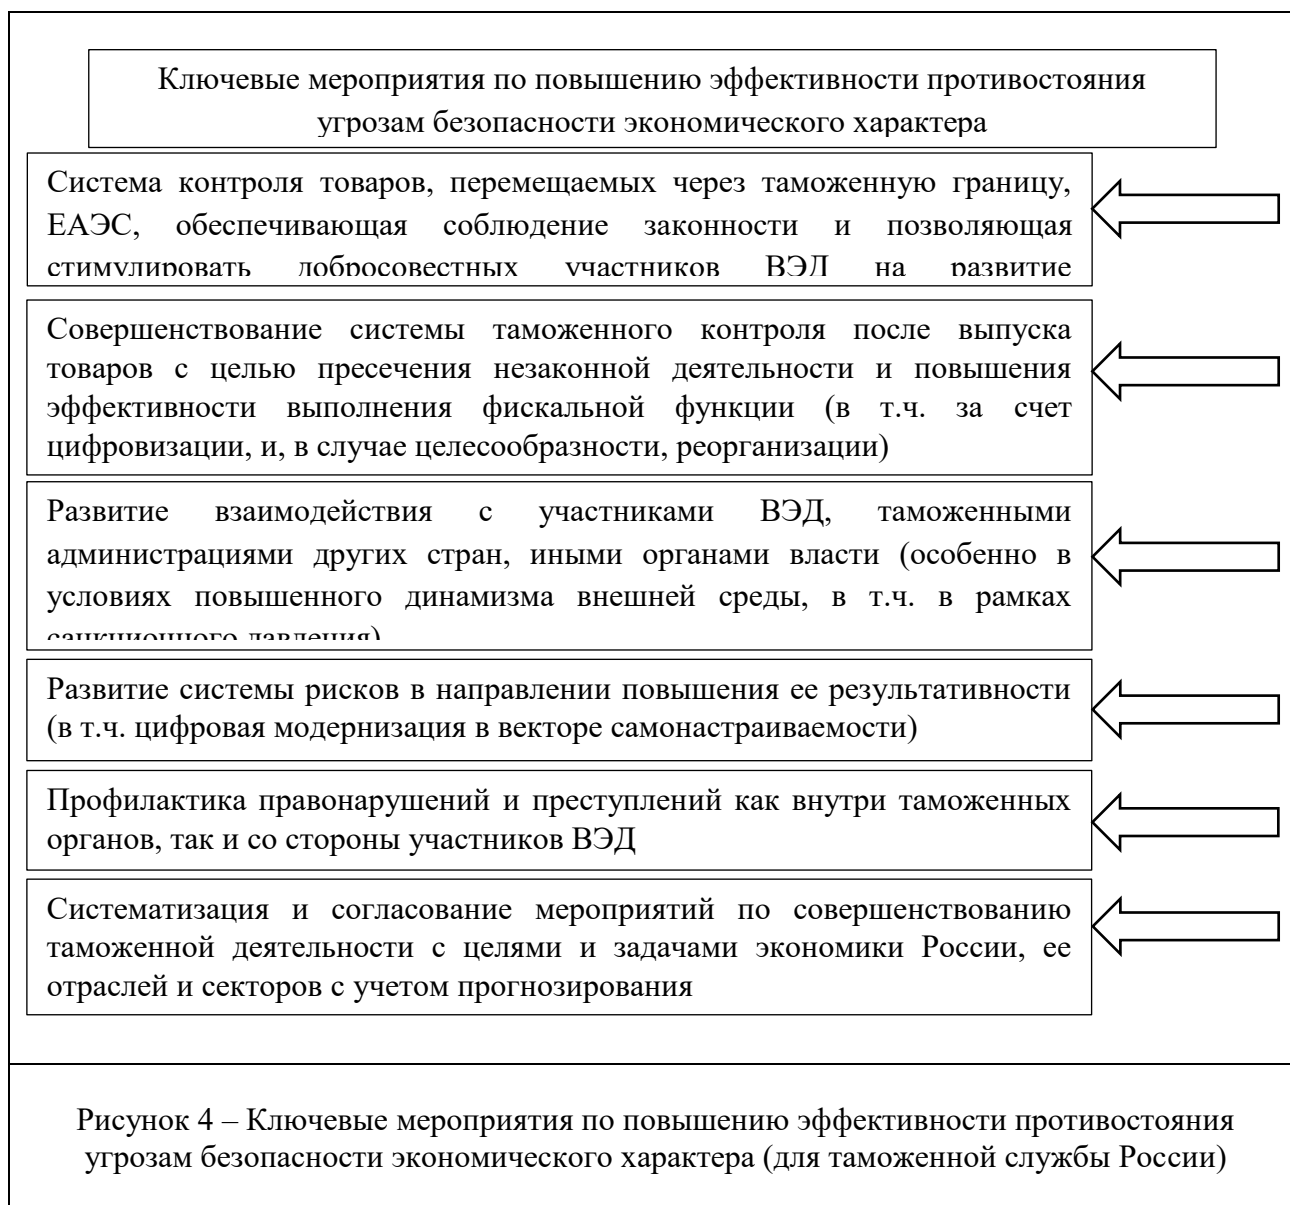 Ключевые мероприятия по повышению эффективности противостояния
угрозам безопасности экономического характера
Система контроля товаров, перемещаемых через таможенную границу,
ЕАЭС, обеспечивающая соблюдение законности и позволяющая
стимулировать добросовестных участников ВЭД на развитие
Совершенствование системы таможенного контроля после выпуска
товаров с целью пресечения незаконной деятельности и повышения
эффективности выполнения фискальной функции (в т.ч. за счет
цифровизации, и, в случае целесообразности, реорганизации)
Развитие взаимодействия с участниками ВЭД, таможенными
администрациями других стран, иными органами власти (особенно в
условиях повышенного динамизма внешней среды, в т.ч. в рамках
санкционного давления)
Развитие системы рисков в направлении повышения ее результативности
(в т.ч. цифровая модернизация в векторе самонастраиваемости)
Профилактика правонарушений и преступлений как внутри таможенных
органов, так и со стороны участников ВЭД
Систематизация и согласование мероприятий по совершенствованию
таможенной деятельности с целями и задачами экономики России, ее
отраслей и секторов с учетом прогнозирования
Рисунок 4 – Ключевые мероприятия по повышению эффективности противостояния
угрозам безопасности экономического характера (для таможенной службы России)